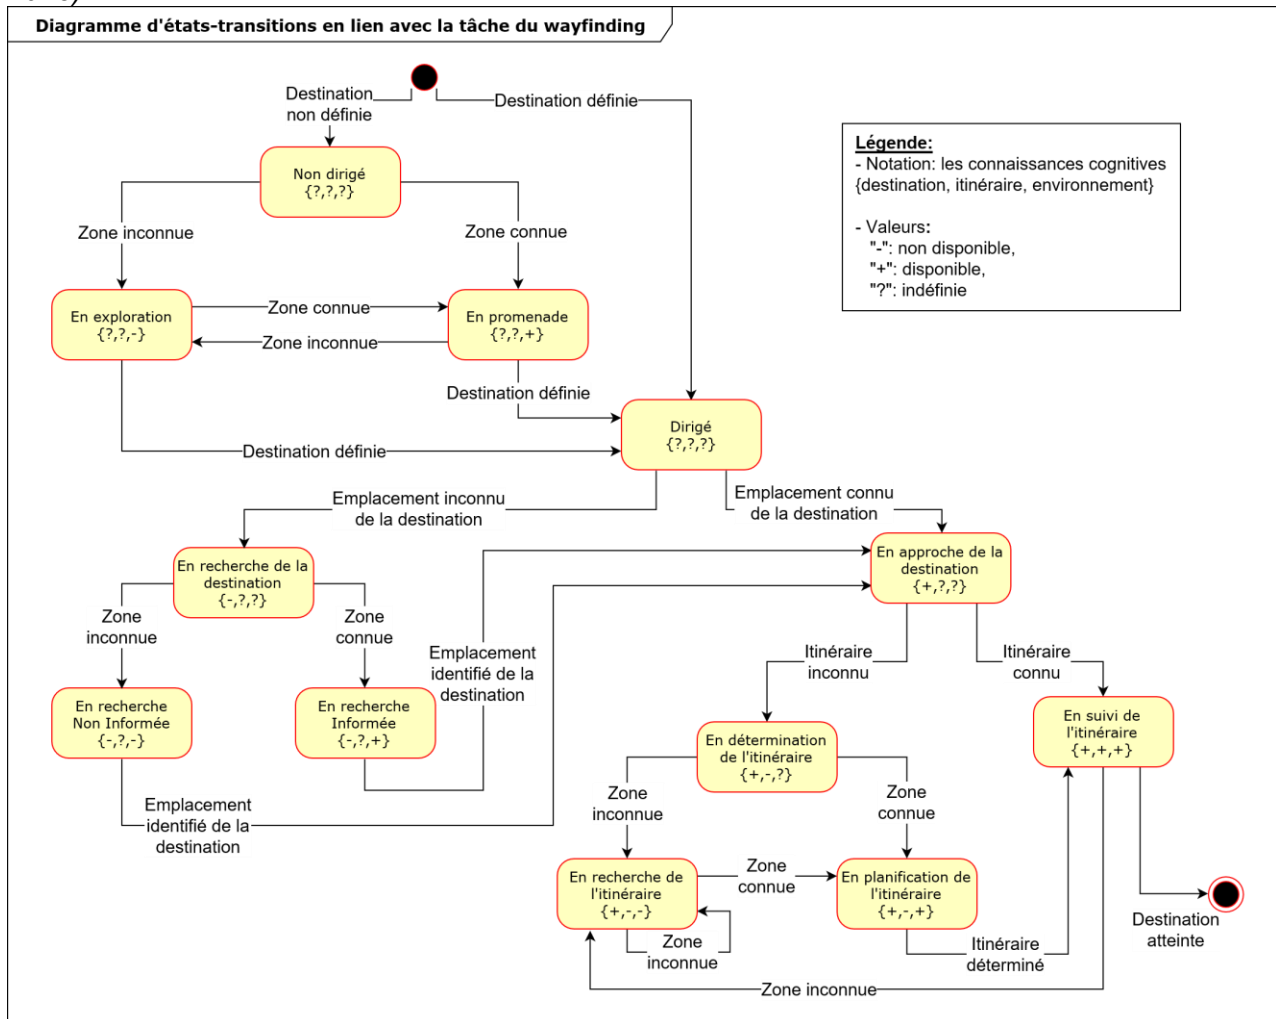 Diagramme d'états-transitions en lien avec la tâche du wayfinding
Destination
non définie
Destination définie
Légende:
- Notation: les connaissances cognitives
{destination, itinéraire, environnement}
- Valeurs:
"-": non disponible,
"+": disponible,
"?": indéfinie
Non dirigé
{?,?,?}
Zone inconnue
Zone connue
En exploration
{?,?,-}
Zone connue
Zone inconnue
En promenade
{?,?,+}
Destination définie
Destination définie
Dirigé
{?,?,?}
Emplacement inconnu
de la destination
Emplacement connu
de la destination
En recherche de la
destination
{-,?,?}
En approche de la
destination
{+,?,?}
Zone
inconnue
Zone
connue
Emplacement
identifié de la
destination
Itinéraire
inconnu
Itinéraire
connu
En recherche
Non Informée
{-,?,-}
En recherche
Informée
{-,?,+}
En suivi de
l'itinéraire
{+,+,+}
En détermination
de l'itinéraire
{+,-,?}
Emplacement
identifié de la
destination
Zone
inconnue
Zone
connue
En recherche de
l'itinéraire
{+,-,-}
Zone
connue
En planification de
l'itinéraire
{+,-,+}
Zone
inconnue
Itinéraire
déterminé
Destination
atteinte
Zone inconnue